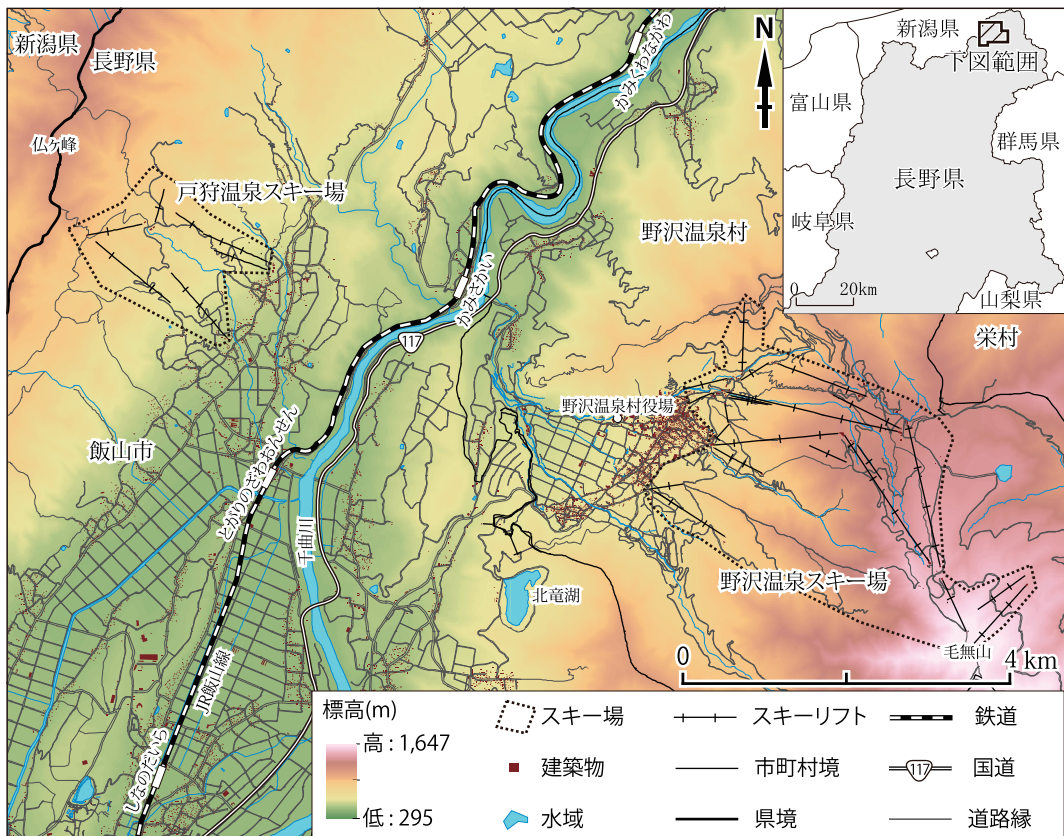 新潟県
長野県
仏ヶ峰
戸狩温泉スキー場
飯山市
とがりのざわおんせん
千曲川
JR飯山線
しなのたいら
かみさかい
117
かみくわながわ
野沢温泉村
野沢温泉村役場
北竜湖
野沢温泉スキー場
毛無山
栄村
N
新潟県
下図範囲
富山県
群馬県
長野県
岐阜県
山梨県
0 20km
0 4 km
標高(m)
高 : 1,647
低 : 295
スキー場
スキーリフト
鉄道
建築物
市町村境
117 国道
水域
県境
道路縁